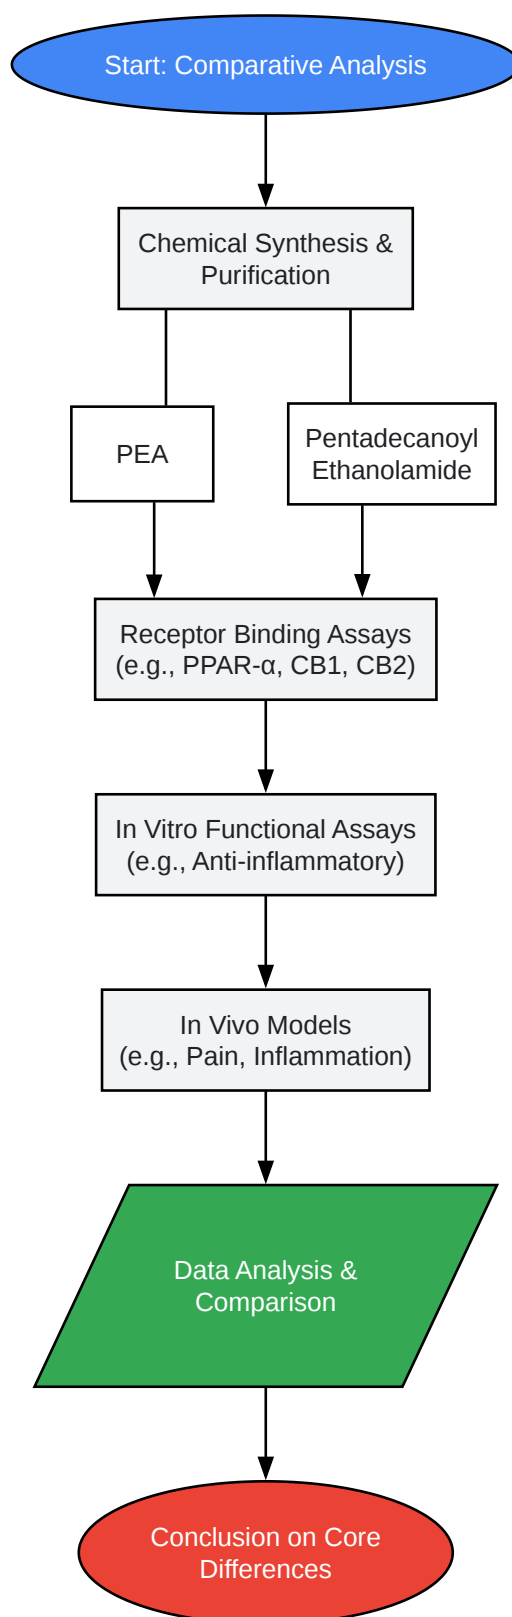 Start: Comparative Analysis
Chemical Synthesis &
Purification
PEA
Pentadecanoyl
Ethanolamide
Receptor Binding Assays
(e.g., PPAR-α, CB1, CB2)
In Vitro Functional Assays
(e.g., Anti-inflammatory)
In Vivo Models
(e.g., Pain, Inflammation)
Data Analysis &
Comparison
Conclusion on Core
Differences